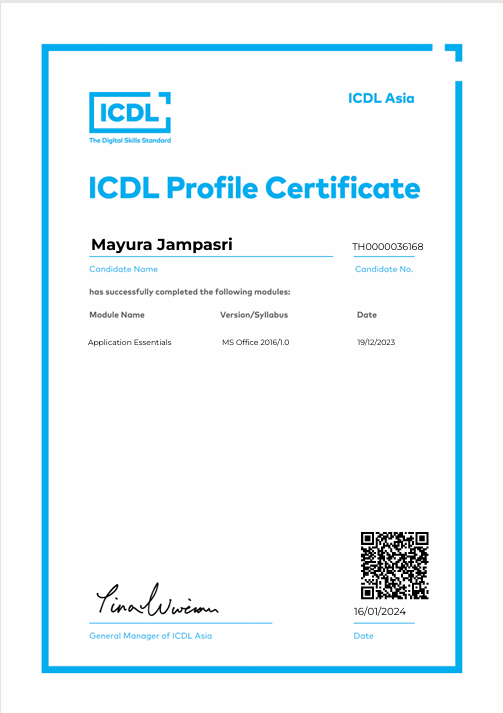 ICDL Asia
ICDL
The Digital Skills Standard
ICDL Profile Certificate
Mayura Jampasri TH0000036168
Candidate Name Candidate No.
has successfully completed the following modules:
Module Name Version/Syllabus Date
Application Essentials MS Office 2016/1.0 19/12/2023
16/01/2024
General Manager of ICDL Asia Date